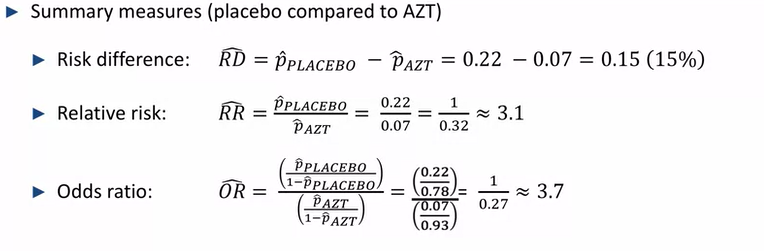 ► Summary measures (placebo compared to AZT)
► Risk difference: $\widehat{RD} = \hat{p}_{PLACEBO} - \hat{p}_{AZT} = 0.22 - 0.07 = 0.15\ (15\%)$
► Relative risk: $\widehat{RR} = \frac{\hat{p}_{PLACEBO}}{\hat{p}_{AZT}} = \frac{0.22}{0.07} = \frac{1}{0.32} \approx 3.1$
► Odds ratio: $\widehat{OR} = \frac{\left(\frac{\hat{p}_{PLACEBO}}{1-\hat{p}_{PLACEBO}}\right)}{\left(\frac{\hat{p}_{AZT}}{1-\hat{p}_{AZT}}\right)} = \frac{\left(\frac{0.22}{0.78}\right)}{\left(\frac{0.07}{0.93}\right)} = \frac{1}{0.27} \approx 3.7$